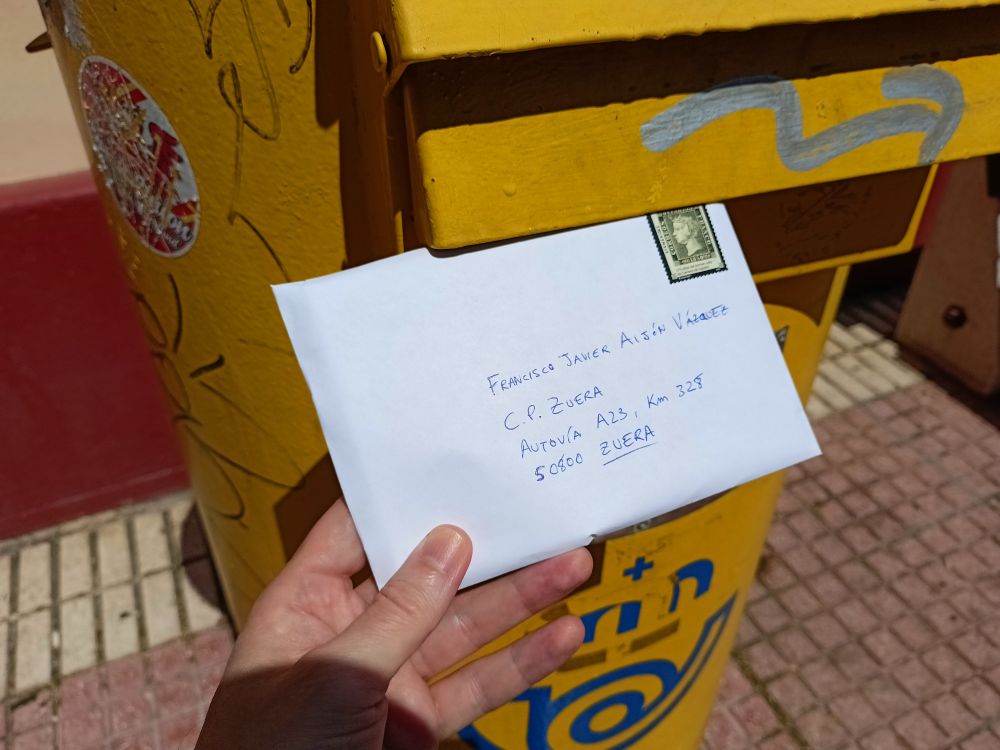 Francisco Javier Aijón Vázquez
C.P. Zuera
Autovía A23, Km 328
50800 Zuera